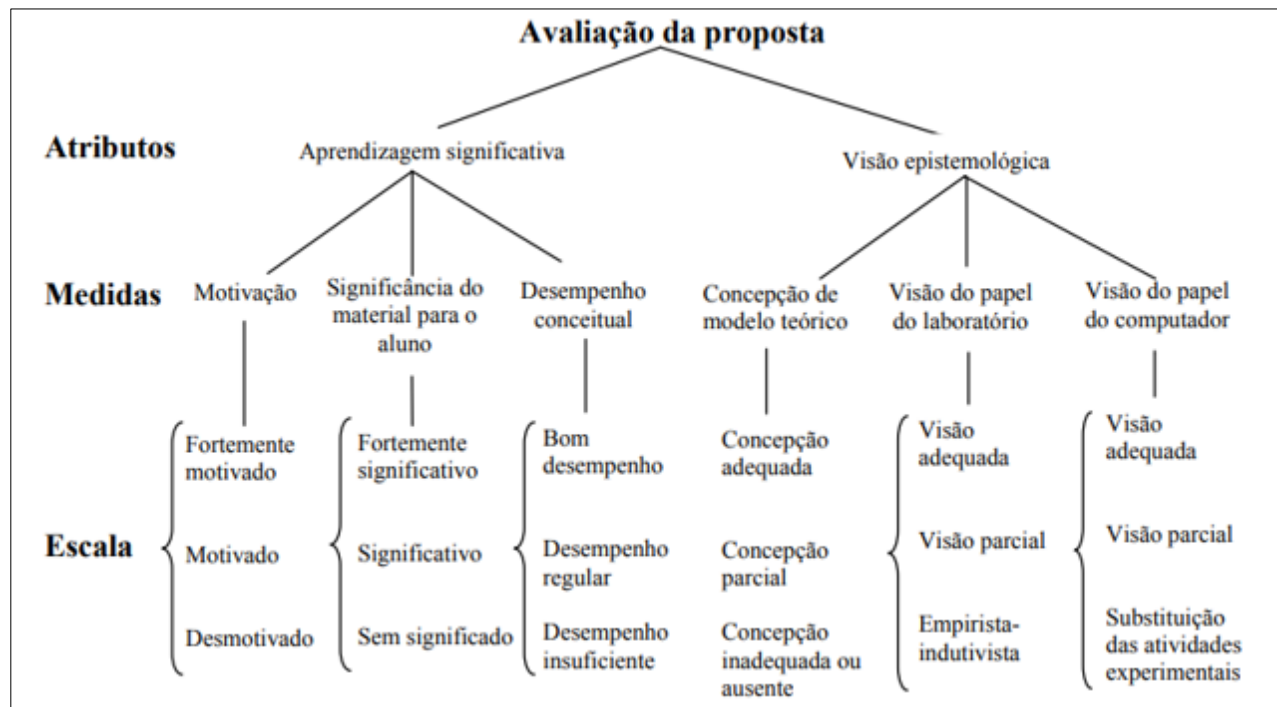 Avaliação da proposta
Atributos
Aprendizagem significativa
Visão epistemológica
Medidas
Motivação
Significância do
material para o
aluno
Desempenho
conceitual
Concepção de
modelo teórico
Visão do papel
do laboratório
Visão do papel
do computador
Escala
Fortemente
motivado
Motivado
Desmotivado
Fortemente
significativo
Significativo
Sem significado
Bom
desempenho
Desempenho
regular
Desempenho
insuficiente
Concepção
adequada
Concepção
parcial
Concepção
inadequada ou
ausente
Visão
adequada
Visão parcial
Empirista-
indutivista
Visão
adequada
Visão parcial
Substituição
das atividades
experimentais